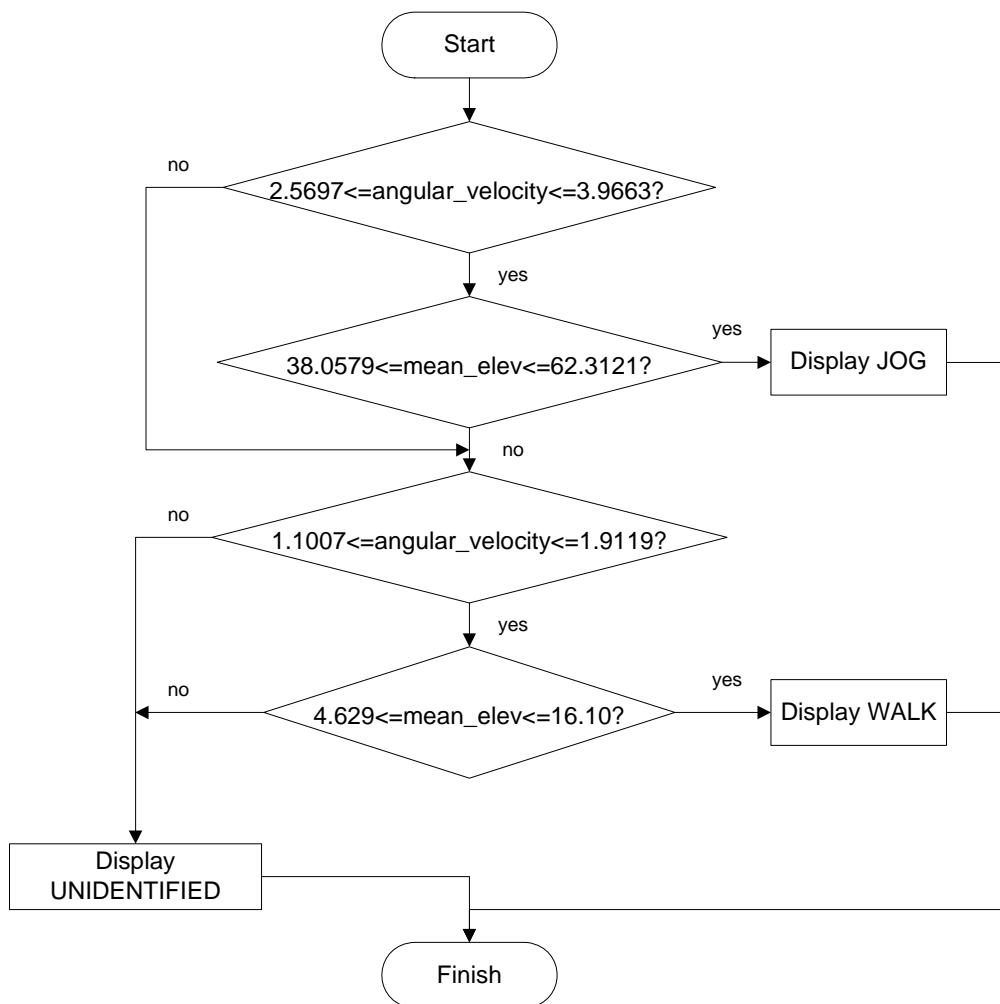 Start
no
2.5697<=angular_velocity<=3.9663?
yes
38.0579<=mean_elev<=62.3121?
yes
Display JOG
no
no
1.1007<=angular_velocity<=1.9119?
yes
no
4.629<=mean_elev<=16.10?
yes
Display WALK
Display
UNIDENTIFIED
Finish